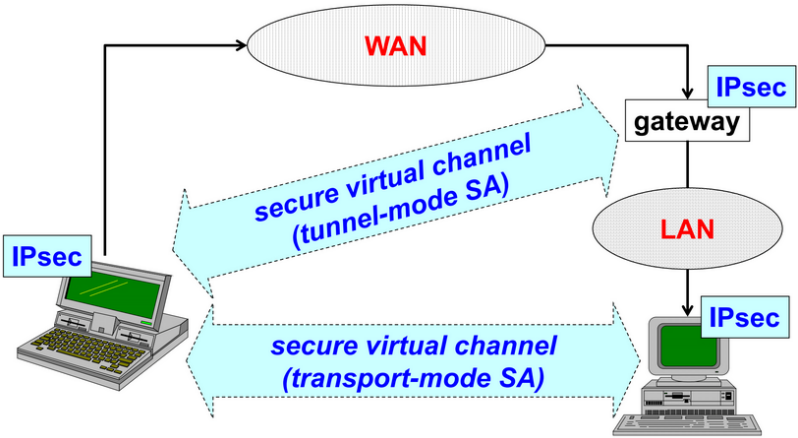 WAN
IPsec
gateway
secure virtual channel
(tunnel-mode SA)
LAN
IPsec
IPsec
secure virtual channel
(transport-mode SA)